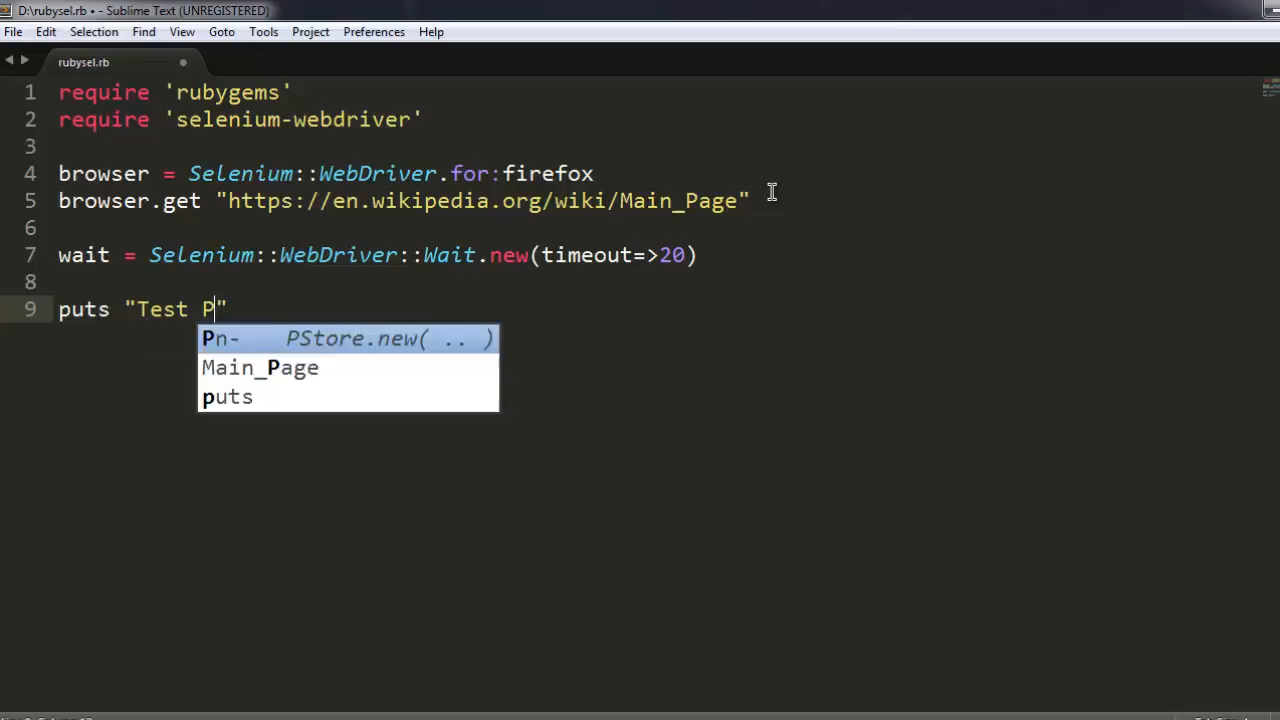 D:\rubysel.rb • - Sublime Text (UNREGISTERED)
File Edit Selection Find View Goto Tools Project Preferences Help
rubysel.rb
1 require 'rubygems'
2 require 'selenium-webdriver'
3
4 browser = Selenium::WebDriver.for:firefox
5 browser.get "https://en.wikipedia.org/wiki/Main_Page"
6
7 wait = Selenium::WebDriver::Wait.new(timeout=>20)
8
9 puts "Test P"
Pn- PStore.new( .. )
Main_Page
puts